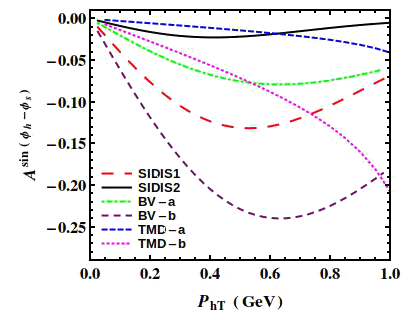 0.00
−0.05
−0.10
−0.15
−0.20
−0.25
A sin ( ϕh − ϕs )
SIDIS1
SIDIS2
BV − a
BV − b
TMD − a
TMD − b
0.0 0.2 0.4 0.6 0.8 1.0
PhT ( GeV )